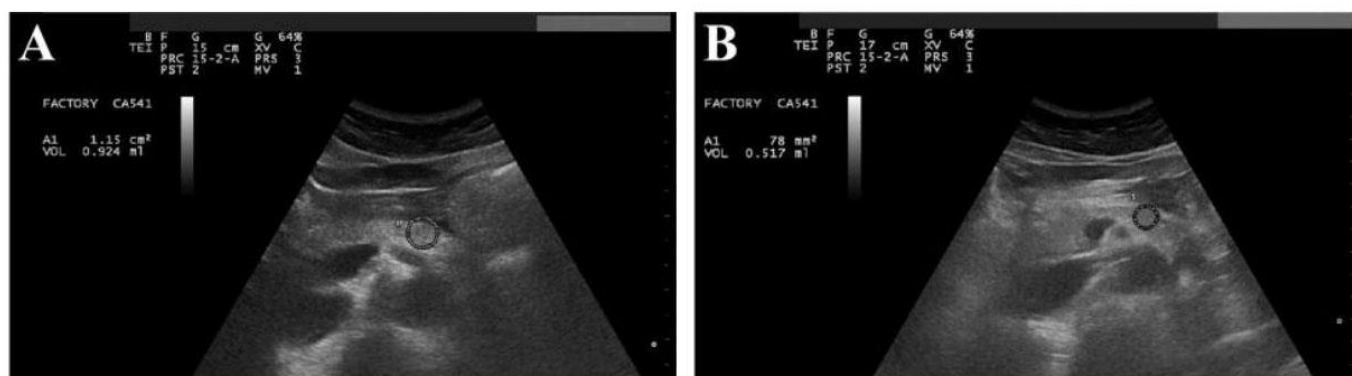 A
B F G G 64%
TEI P 15 cm XV C
PRC 15-2-A PRS 3
PST 2 MV 1
FACTORY CA541
A1 1.15 cm²
VOL 0.924 ml
B
B F G G 64%
TEI P 17 cm XV C
PRC 15-2-A PRS 3
PST 2 MV 1
FACTORY CA541
A1 78 mm²
VOL 0.517 ml